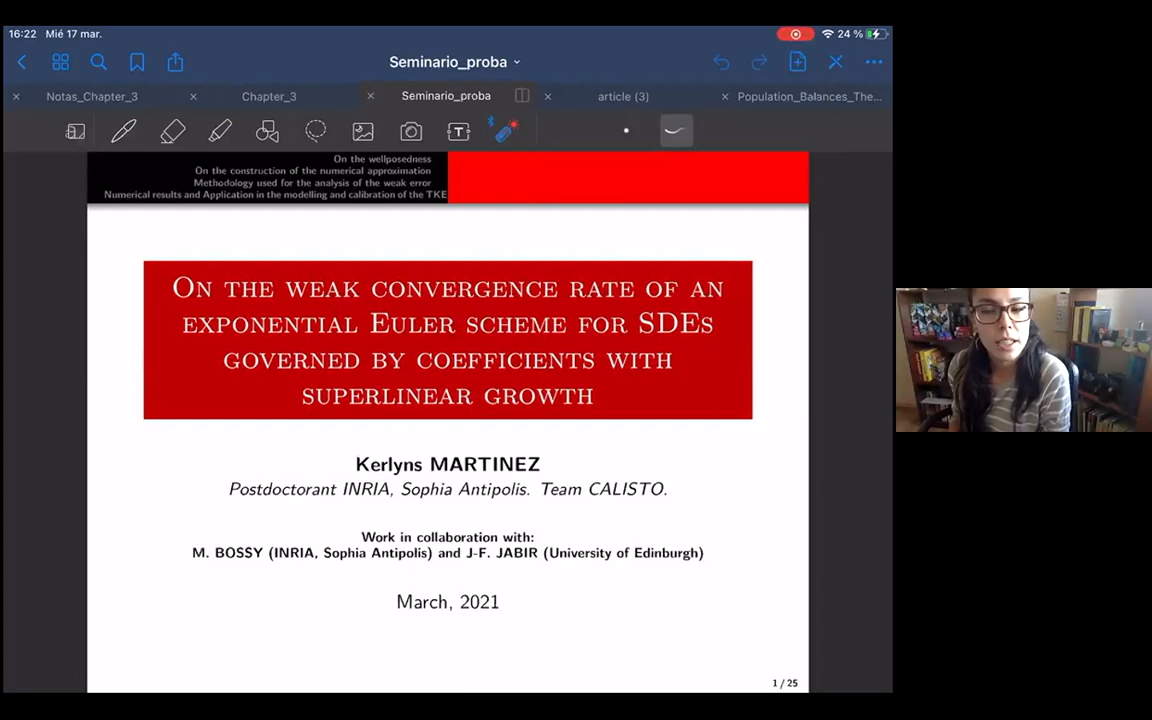 16:22 Mié 17 mar.
24 %
Seminario_proba
Notas_Chapter_3
Chapter_3
Seminario_proba
article (3)
Population_Balances_The...
T
On the wellposedness
On the construction of the numerical approximation
Methodology used for the analysis of the weak error
Numerical results and Application in the modelling and calibration of the TKE
On the weak convergence rate of an
exponential Euler scheme for SDEs
governed by coefficients with
superlinear growth
Kerlyns MARTINEZ
Postdoctorant INRIA, Sophia Antipolis. Team CALISTO.
Work in collaboration with:
M. BOSSY (INRIA, Sophia Antipolis) and J-F. JABIR (University of Edinburgh)
March, 2021
1 / 25